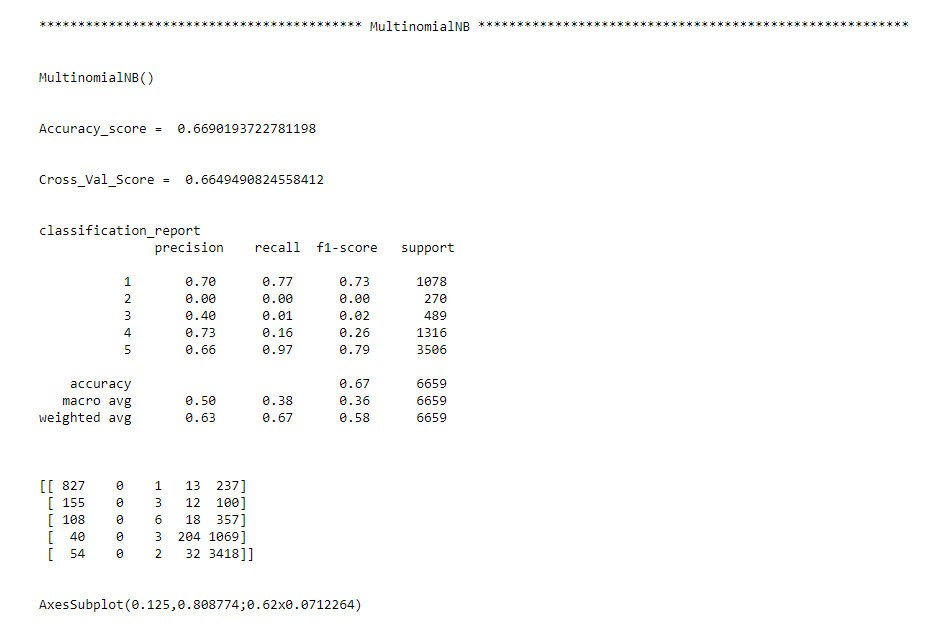 ****************************************** MultinomialNB ********************************************************
MultinomialNB()
Accuracy_score =  0.6690193722781198
Cross_Val_Score =  0.6649490824558412
classification_report
              precision    recall  f1-score   support
           1       0.70      0.77      0.73      1078
           2       0.00      0.00      0.00       270
           3       0.40      0.01      0.02       489
           4       0.73      0.16      0.26      1316
           5       0.66      0.97      0.79      3506
    accuracy                           0.67      6659
   macro avg       0.50      0.38      0.36      6659
weighted avg       0.63      0.67      0.58      6659
[[ 827    0    1   13  237]
 [ 155    0    3   12  100]
 [ 108    0    6   18  357]
 [  40    0    3  204 1069]
 [  54    0    2   32 3418]]
AxesSubplot(0.125,0.808774;0.62x0.0712264)